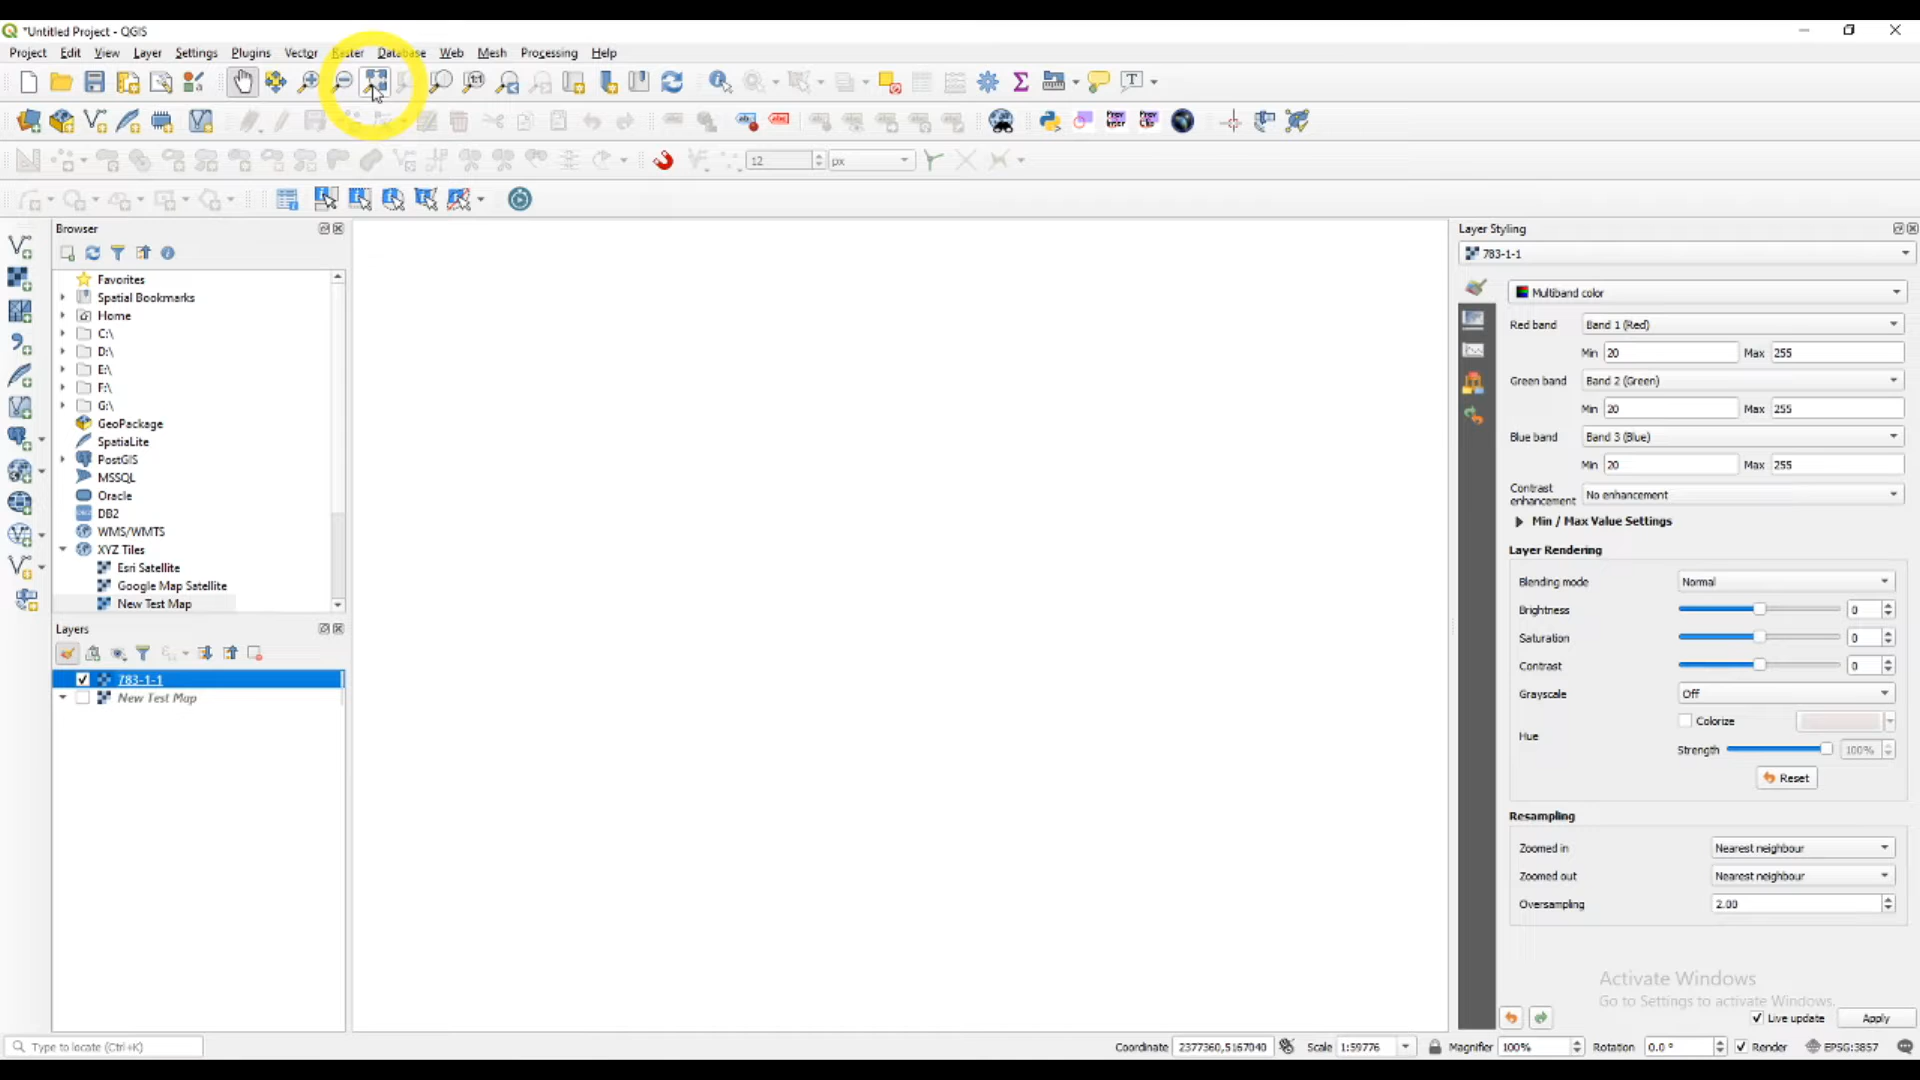 *Untitled Project - QGIS
Project Edit View Layer Settings Plugins Vector Raster Database Web Mesh Processing Help
12 px
Browser
Favorites
Spatial Bookmarks
Home
C:\
D:\
E:\
F:\
G:\
GeoPackage
SpatiaLite
PostGIS
MSSQL
Oracle
DB2
WMS/WMTS
XYZ Tiles
Esri Satellite
Google Map Satellite
New Test Map
Layers
783-1-1
New Test Map
Layer Styling
783-1-1
Multiband color
Red band Band 1 (Red)
Min 20 Max 255
Green band Band 2 (Green)
Min 20 Max 255
Blue band Band 3 (Blue)
Min 20 Max 255
Contrast enhancement No enhancement
Min / Max Value Settings
Layer Rendering
Blending mode Normal
Brightness 0
Saturation 0
Contrast 0
Grayscale Off
Colorize
Hue
Strength 100%
Reset
Resampling
Zoomed in Nearest neighbour
Zoomed out Nearest neighbour
Oversampling 2.00
Activate Windows
Go to Settings to activate Windows.
Live update Apply
Type to locate (Ctrl+K) Coordinate 2377360,5167040 Scale 1:59776 Magnifier 100% Rotation 0.0 ° Render EPSG:3857